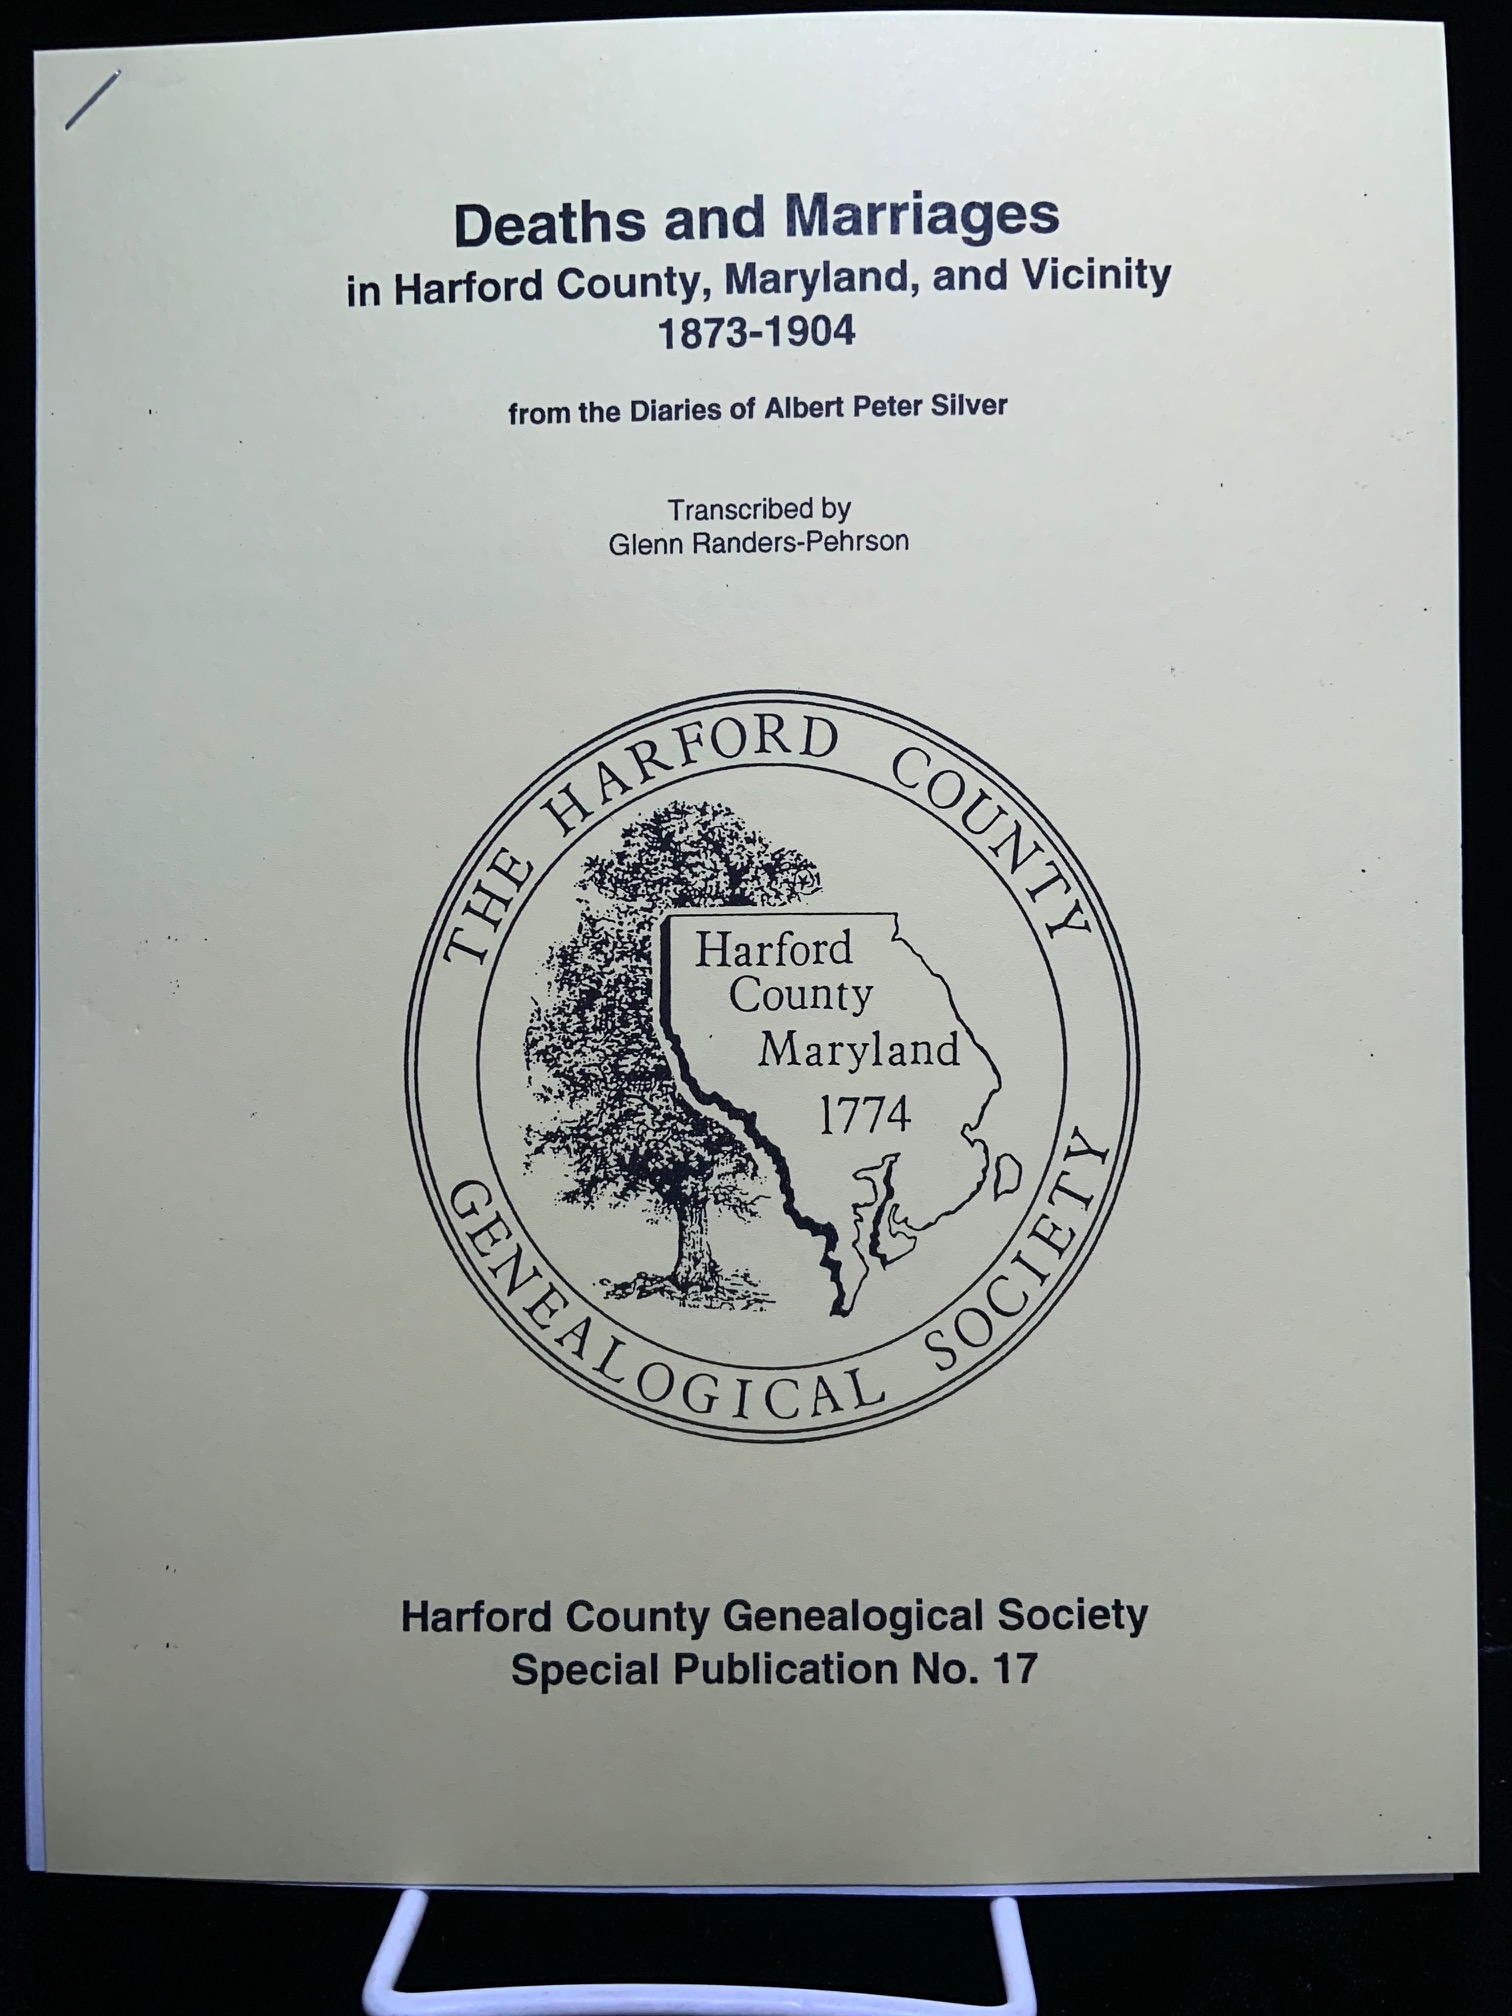 Deaths and Marriages
in Harford County, Maryland, and Vicinity
1873-1904
from the Diaries of Albert Peter Silver
Transcribed by
Glenn Randers-Pehrson
THE HARFORD COUNTY
GENEALOGICAL SOCIETY
Harford
County
Maryland
1774
Harford County Genealogical Society
Special Publication No. 17